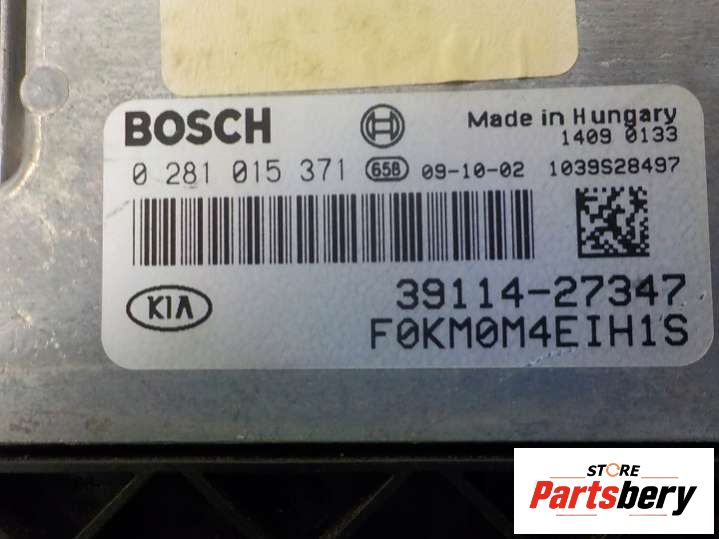 BOSCH
Made in Hungary
1409 0133
0 281 015 371 658 09-10-02 1039S28497
39114-27347
KIA
F0KM0M4EIH1S
STORE
Partsbery